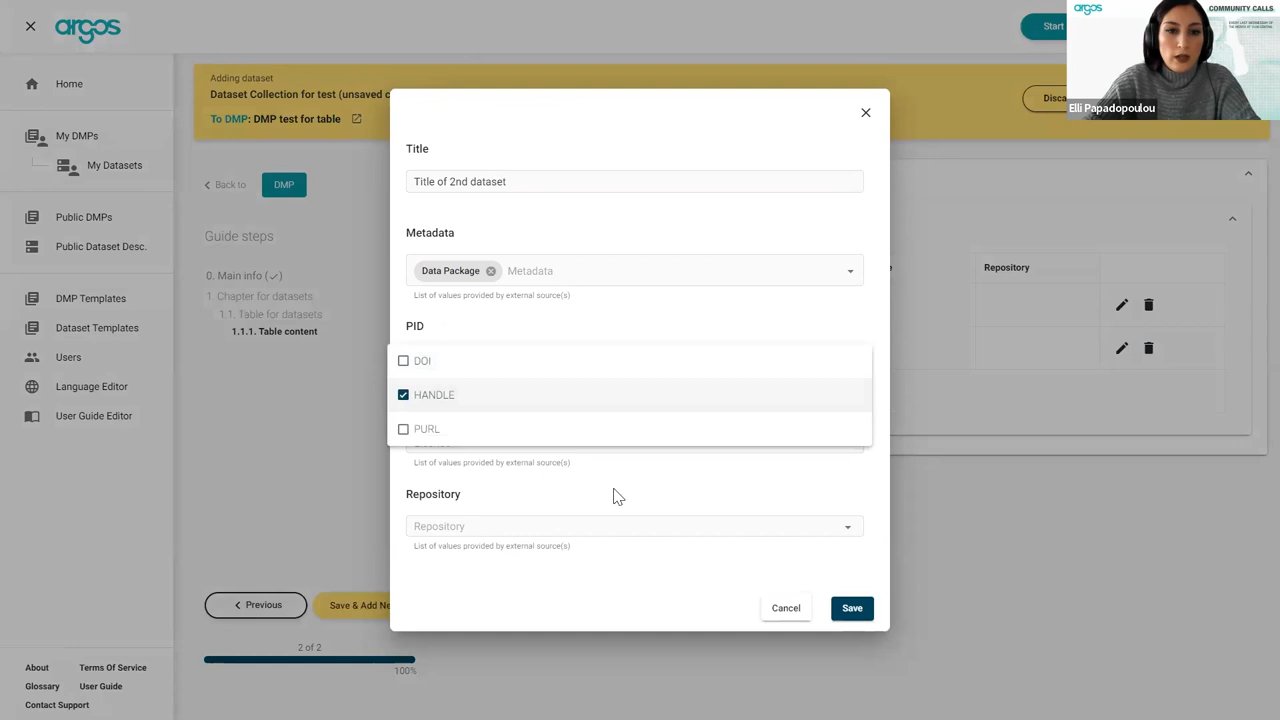 argos
Start
argos
COMMUNITY CALLS
Elli Papadopoulou
Home
My DMPs
My Datasets
Public DMPs
Public Dataset Desc.
DMP Templates
Dataset Templates
Users
Language Editor
User Guide Editor
About
Terms Of Service
Glossary
User Guide
Contact Support
Adding dataset
Dataset Collection for test (unsaved c
To DMP: DMP test for table
Disca
Back to
DMP
Guide steps
0. Main info (✓)
1. Chapter for datasets
1.1. Table for datasets
1.1.1. Table content
Previous
Save & Add Ne
2 of 2
100%
Title
Title of 2nd dataset
Metadata
Data Package
Metadata
List of values provided by external source(s)
PID
DOI
HANDLE
PURL
List of values provided by external source(s)
Repository
Repository
List of values provided by external source(s)
Cancel
Save
Repository